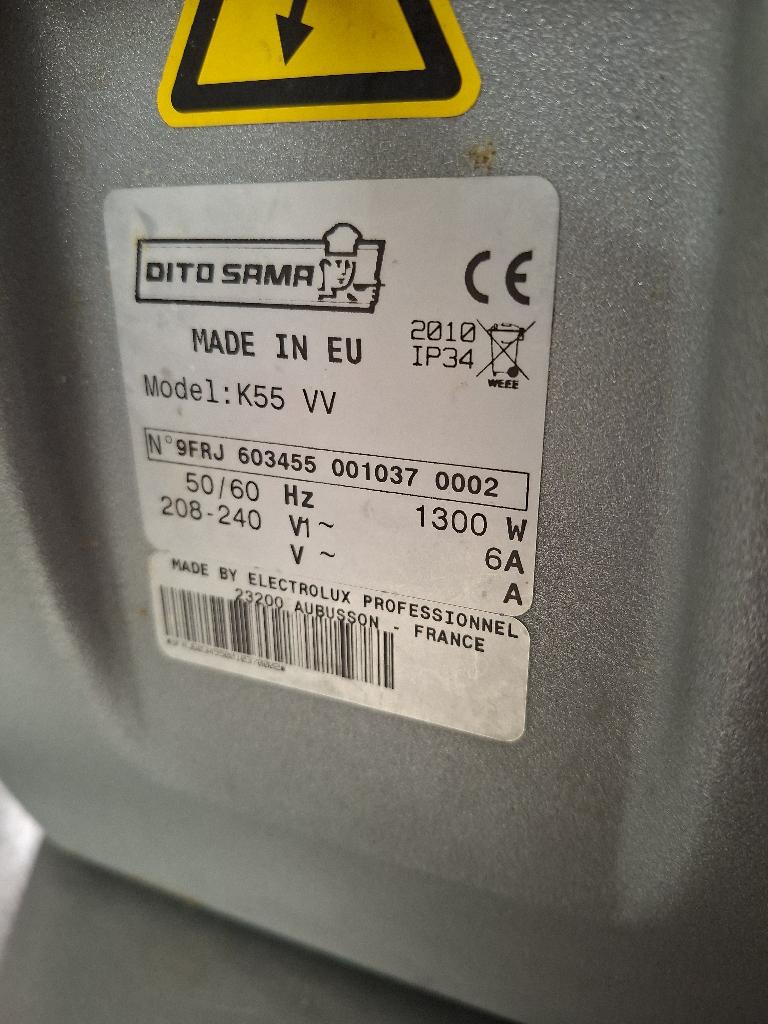 DITO SAMA
CE
MADE IN EU
2010
IP34
WEEE
Model:K55 VV
N°9FRJ 603455 001037 0002
50/60 Hz 1300 W
208-240 V1~ 6A
V ~ A
MADE BY ELECTROLUX PROFESSIONNEL
23200 AUBUSSON - FRANCE